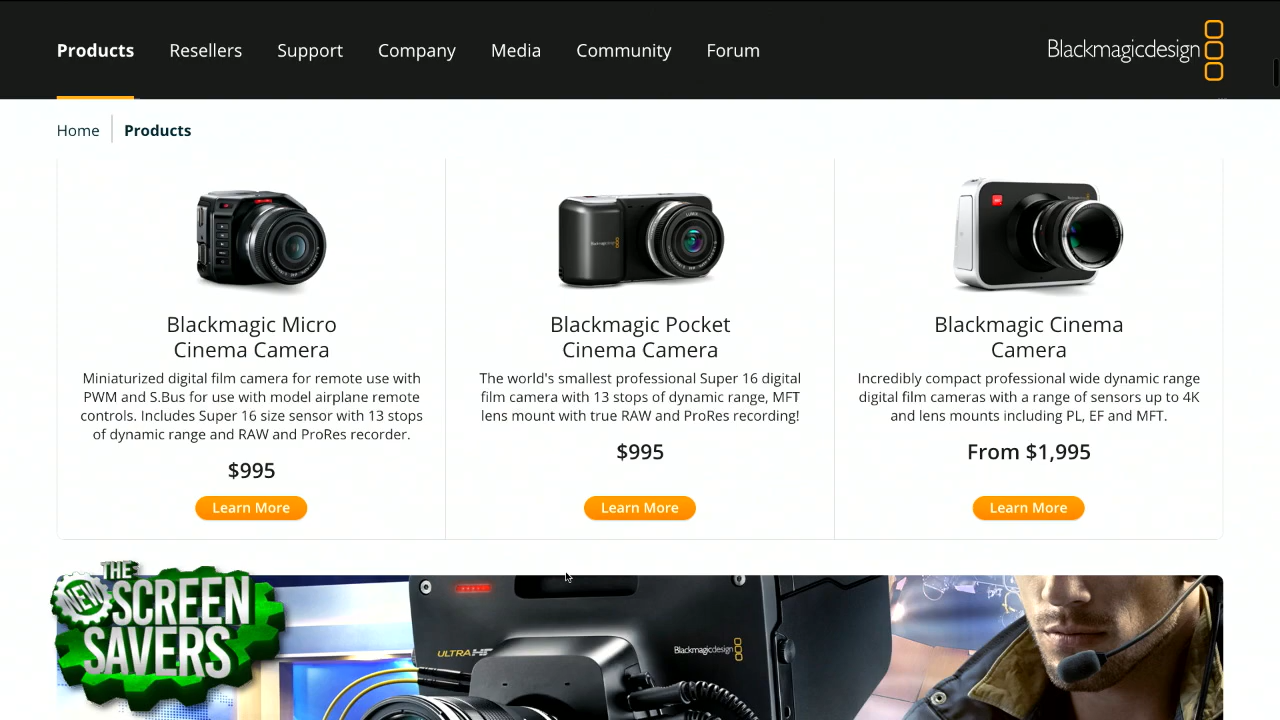 Products Resellers Support Company Media Community Forum Blackmagicdesign
Home Products
Blackmagic Micro
Cinema Camera
Miniaturized digital film camera for remote use with
PWM and S.Bus for use with model airplane remote
controls. Includes Super 16 size sensor with 13 stops
of dynamic range and RAW and ProRes recorder.
$995
Learn More
Blackmagic Pocket
Cinema Camera
The world's smallest professional Super 16 digital
film camera with 13 stops of dynamic range, MFT
lens mount with true RAW and ProRes recording!
$995
Learn More
Blackmagic Cinema
Camera
Incredibly compact professional wide dynamic range
digital film cameras with a range of sensors up to 4K
and lens mounts including PL, EF and MFT.
From $1,995
Learn More
THE
NEW SCREEN
SAVERS
ULTRA HD
Blackmagicdesign